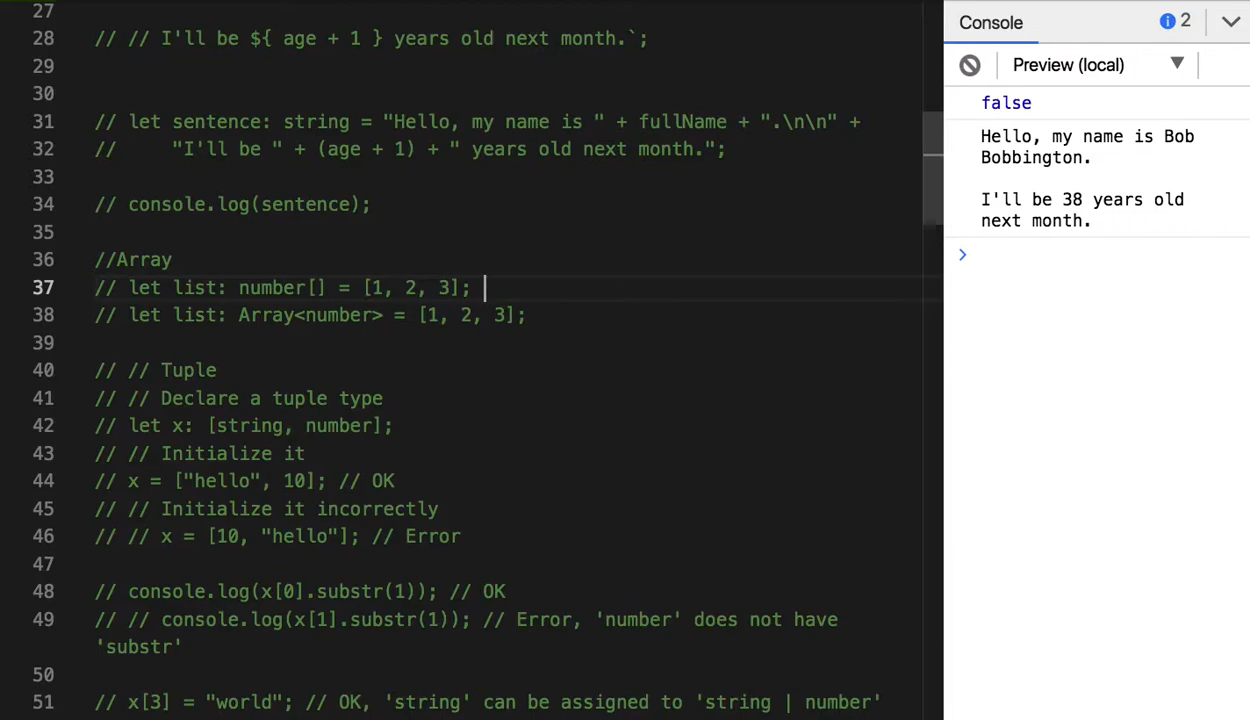 27
28 // // I'll be ${ age + 1 } years old next month.`;
29
30
31 // let sentence: string = "Hello, my name is " + fullName + ".\n\n" +
32 //     "I'll be " + (age + 1) + " years old next month.";
33
34 // console.log(sentence);
35
36 //Array
37 // let list: number[] = [1, 2, 3];
38 // let list: Array<number> = [1, 2, 3];
39
40 // // Tuple
41 // // Declare a tuple type
42 // let x: [string, number];
43 // // Initialize it
44 // x = ["hello", 10]; // OK
45 // // Initialize it incorrectly
46 // // x = [10, "hello"]; // Error
47
48 // console.log(x[0].substr(1)); // OK
49 // // console.log(x[1].substr(1)); // Error, 'number' does not have
'substr'
50
51 // x[3] = "world"; // OK, 'string' can be assigned to 'string | number'
Console 2
Preview (local)
false
Hello, my name is Bob
Bobbington.
I'll be 38 years old
next month.